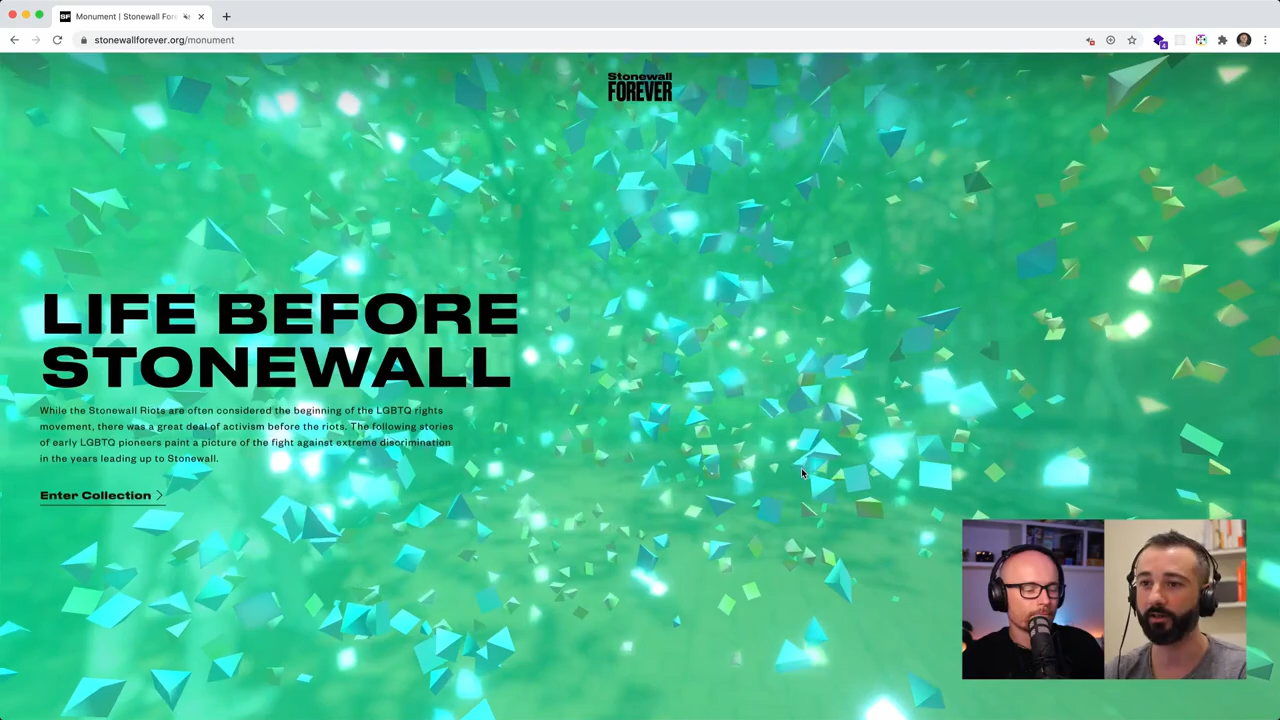 SF Monument | Stonewall Fore
stonewallforever.org/monument
4
Stonewall
FOREVER
LIFE BEFORE
STONEWALL
While the Stonewall Riots are often considered the beginning of the LGBTQ rights
movement, there was a great deal of activism before the riots. The following stories
of early LGBTQ pioneers paint a picture of the fight against extreme discrimination
in the years leading up to Stonewall.
Enter Collection